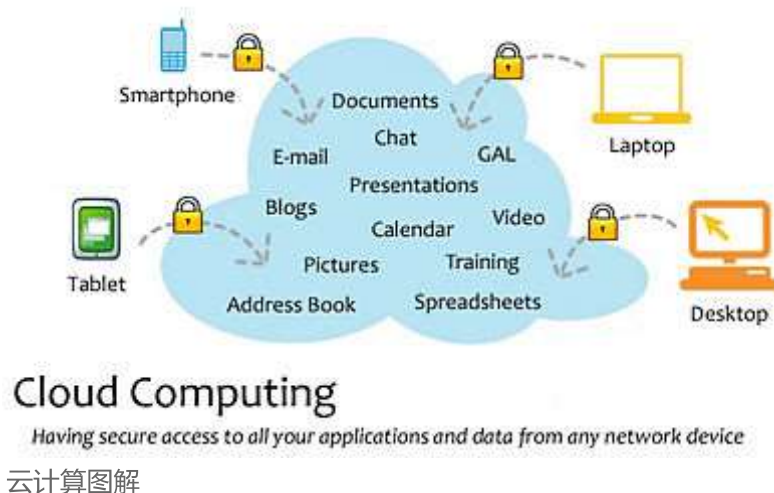 Smartphone
Documents
Chat
E-mail
GAL
Laptop
Presentations
Blogs
Calendar
Video
Tablet
Pictures
Training
Address Book
Spreadsheets
Desktop
Cloud Computing
Having secure access to all your applications and data from any network device
云计算图解